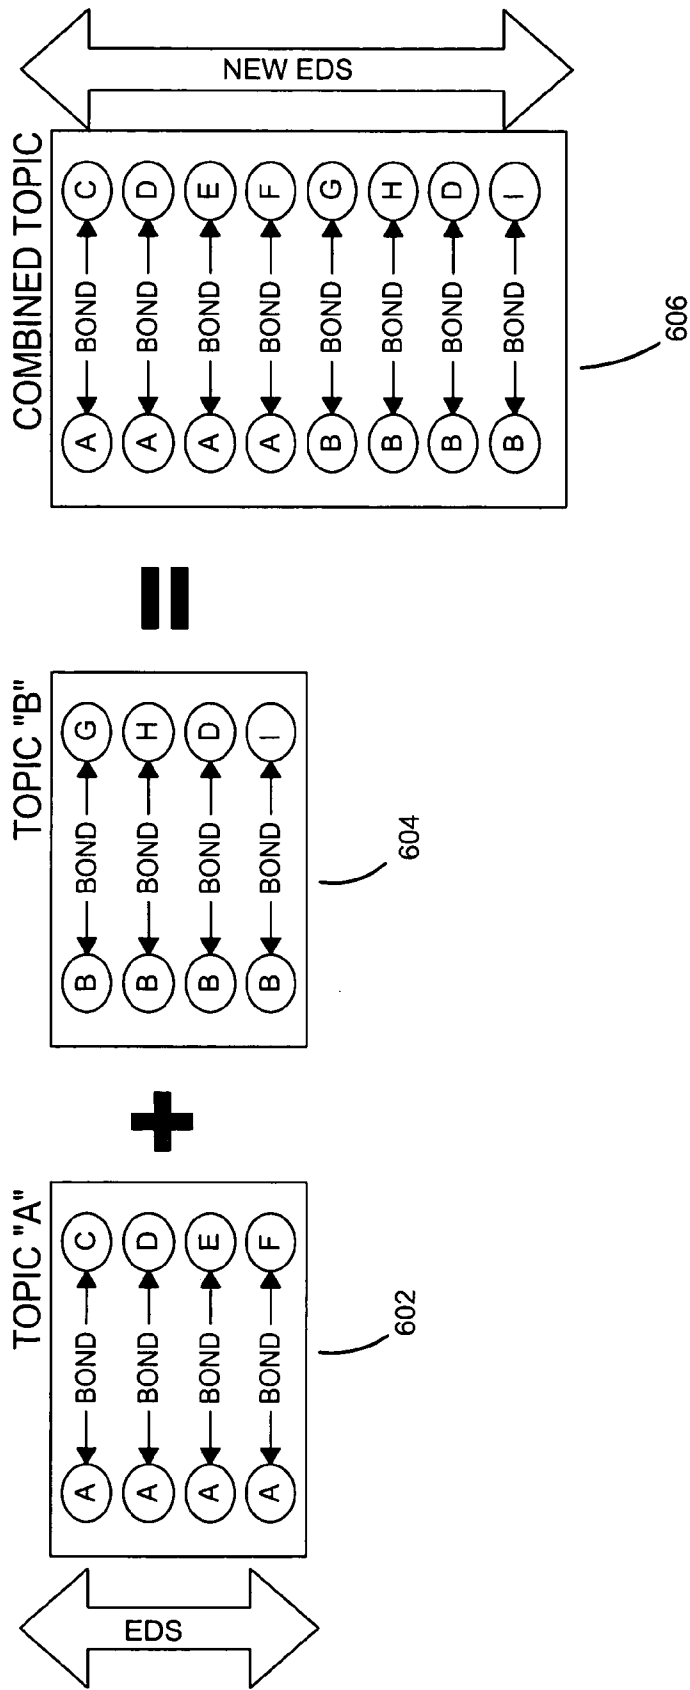 EDS
TOPIC "A"
A BOND C
A BOND D
A BOND E
A BOND F
602
TOPIC "B"
B BOND G
B BOND H
B BOND D
B BOND I
604
COMBINED TOPIC
A BOND C
A BOND D
A BOND E
A BOND F
B BOND G
B BOND H
B BOND D
B BOND I
606
NEW EDS